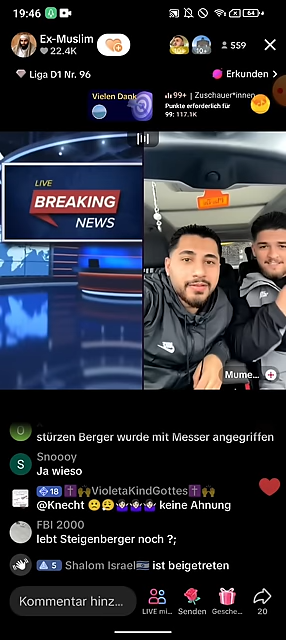 19:46
64
Ex-Muslim
22.4K
10+
559
Liga D1 Nr. 96
Erkunden >
Vielen Dank
99+ | Zuschauer*innen
Punkte erforderlich für
99: 117.1K
LIVE
BREAKING
NEWS
Mume...
stürzen Berger wurde mit Messer angegriffen
S
Snoooy
Ja wieso
18 VioletaKindGottes
@Knecht keine Ahnung
FBI 2000
lebt Steigenberger noch ?;
5 Shalom Israel ist beigetreten
Kommentar hinz...
LIVE mi...
Senden
Gesche...
20